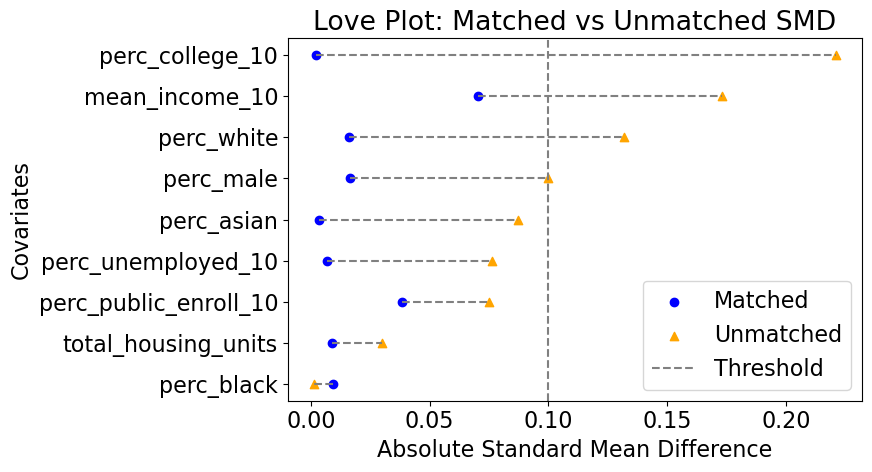 Love Plot: Matched vs Unmatched SMD
Covariates
perc_college_10
mean_income_10
perc_white
perc_male
perc_asian
perc_unemployed_10
perc_public_enroll_10
total_housing_units
perc_black
Matched
Unmatched
Threshold
0.00 0.05 0.10 0.15 0.20
Absolute Standard Mean Difference